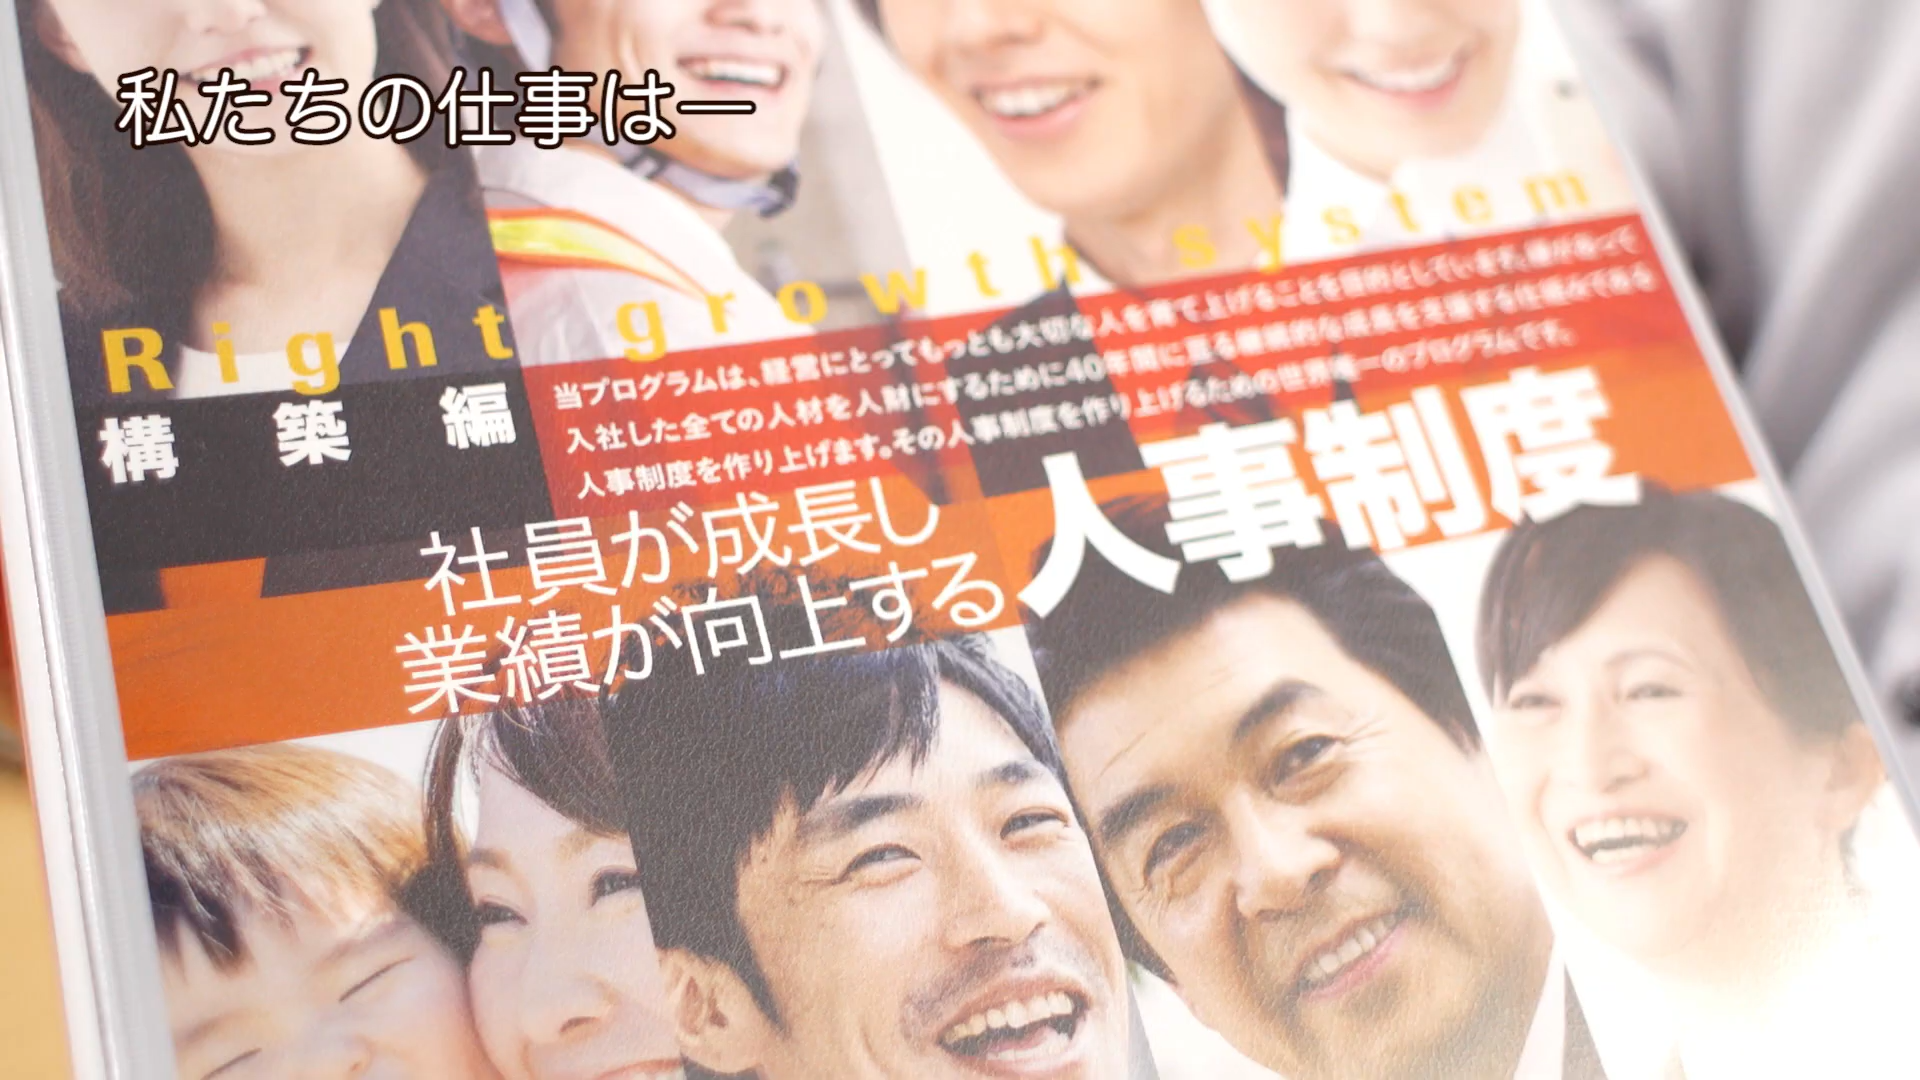 私たちの仕事は―
Right growth system
構築編
当プログラムは、経営にとってもっとも大切な人を育て上げることを目的としています。縁があって
入社した全ての人材を人財にするために40年間に亘る継続的な成長を支援する仕組みである
人事制度を作り上げます。その人事制度を作り上げるための世界唯一のプログラムです。
社員が成長し
業績が向上する
人事制度